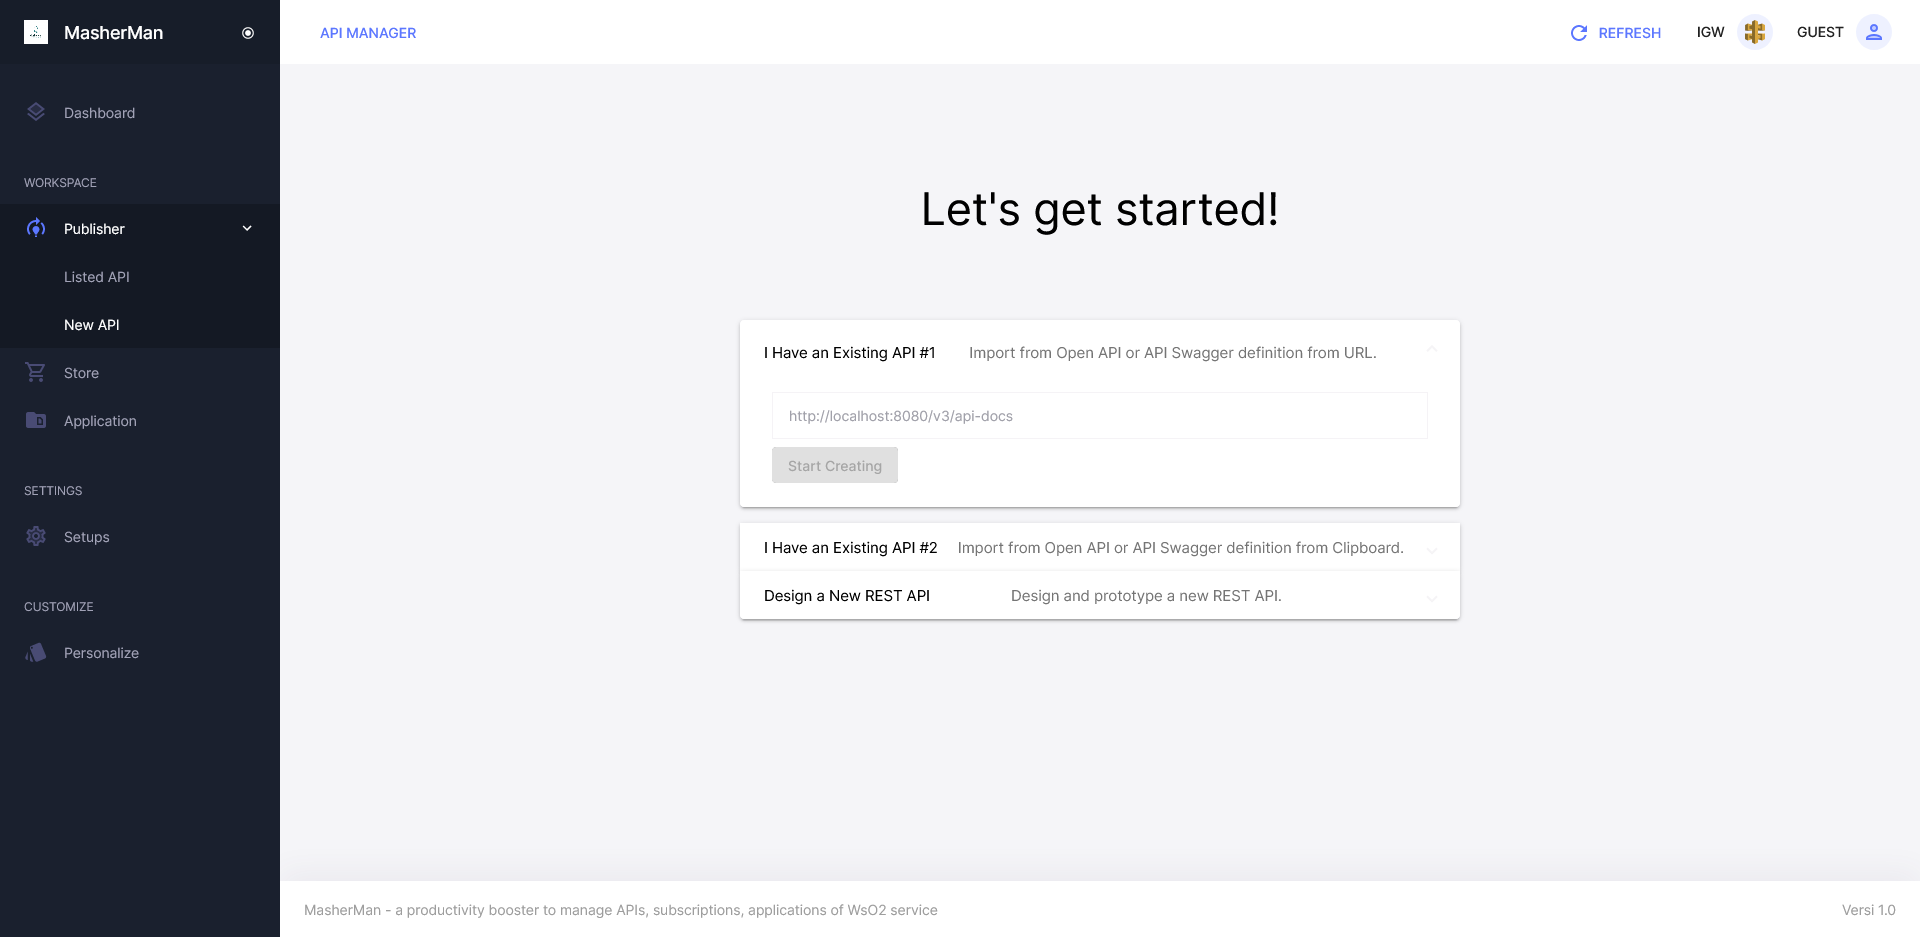 MasherMan
API MANAGER
REFRESH
IGW
GUEST
Dashboard
WORKSPACE
Publisher
Listed API
New API
Store
Application
SETTINGS
Setups
CUSTOMIZE
Personalize
Let's get started!
I Have an Existing API #1 Import from Open API or API Swagger definition from URL.
http://localhost:8080/v3/api-docs
Start Creating
I Have an Existing API #2 Import from Open API or API Swagger definition from Clipboard.
Design a New REST API Design and prototype a new REST API.
MasherMan - a productivity booster to manage APIs, subscriptions, applications of WsO2 service
Versi 1.0